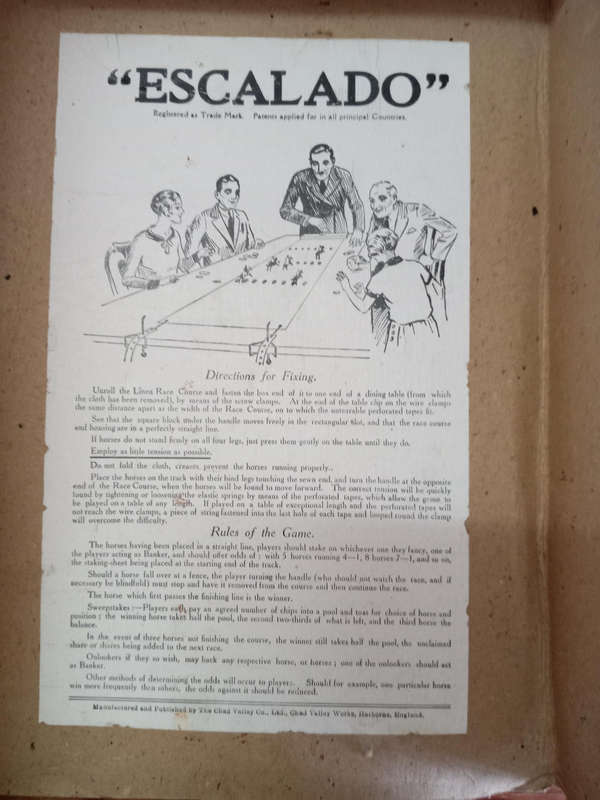 “ESCALADO”
Registered as Trade Mark. Patents applied for in all principal Countries.
Directions for Fixing.
Unroll the Linen Race Course and fasten the box end of it to one end of a dining table (from which
the cloth has been removed), by means of the screw clamps. At the end of the table clip on the wire clamps
the same distance apart as the width of the Race Course, on to which the untearable perforated tapes fit.
See that the square block under the handle moves freely in the rectangular slot, and that the race course
and housing are in a perfectly straight line.
If horses do not stand firmly on all four legs, just press them gently on the table until they do.
Employ as little tension as possible.
Do not fold the cloth, creases prevent the horses running properly..
Place the horses on the track with their hind legs touching the sewn end, and turn the handle at the opposite
end of the Race Course, when the horses will be found to move forward. The correct tension will be quickly
found by tightening or loosening the elastic springs by means of the perforated tapes, which allow the game to
be played on a table of any length. If played on a table of exceptional length and the perforated tapes will
not reach the wire clamps, a piece of string fastened into the last hole of each tape and looped round the clamp
will overcome the difficulty.
Rules of the Game.
The horses having been placed in a straight line, players should stake on whichever one they fancy, one of
the players acting as Banker, and should offer odds of: with 5 horses running 4—1, 8 horses 7—1, and so on,
the staking-sheet being placed at the starting end of the track.
Should a horse fall over at a fence, the player turning the handle (who should not watch the race, and if
necessary be blindfold) must stop and have it removed from the course and then continue the race.
The horse which first passes the finishing line is the winner.
Sweepstakes :—Players each pay an agreed number of chips into a pool and toss for choice of horse and
position ; the winning horse takes half the pool, the second two-thirds of what is left, and the third horse the
balance.
In the event of three horses not finishing the course, the winner still takes half the pool, the unclaimed
share or shares being added to the next race.
Onlookers if they so wish, may back any respective horse, or horses ; one of the onlookers should act
as Banker.
Other methods of determining the odds will occur to players. Should for example, one particular horse
win more frequently then others, the odds against it should be reduced.
Manufactured and Published by The Chad Valley Co., Ltd., Chad Valley Works, Harborne, England.